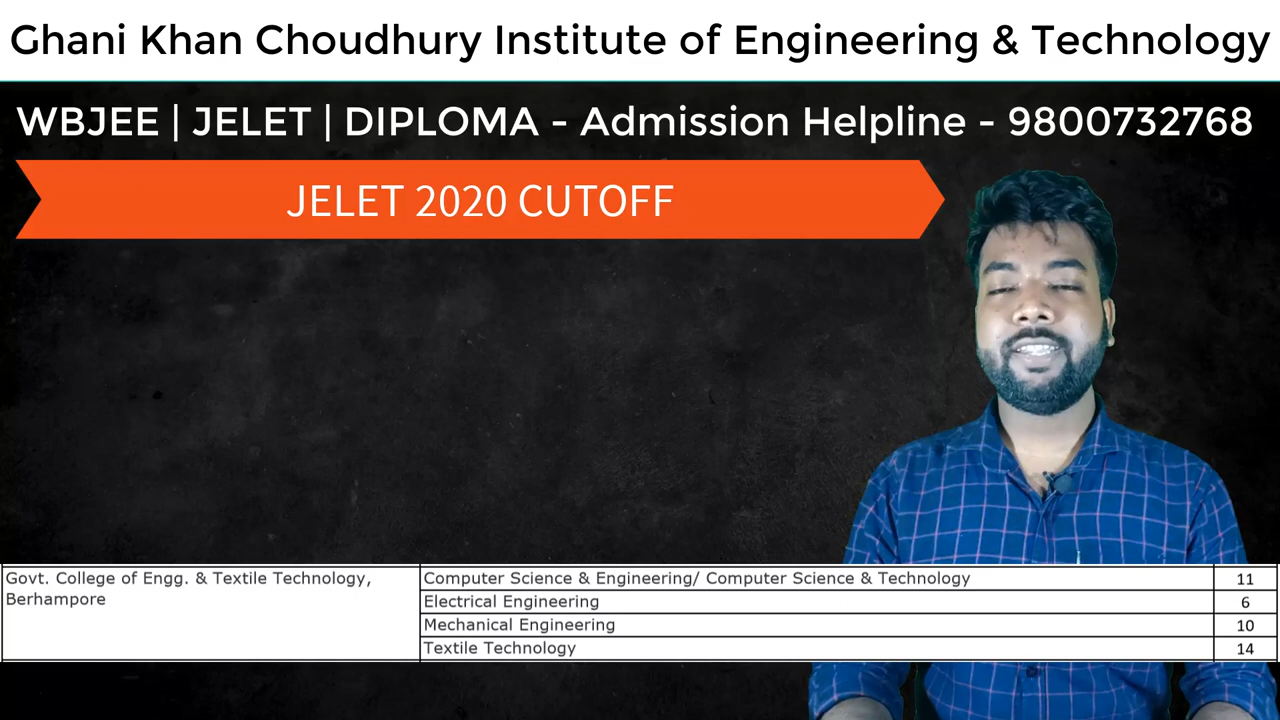 Ghani Khan Choudhury Institute of Engineering & Technology
WBJEE | JELET | DIPLOMA - Admission Helpline - 9800732768
JELET 2020 CUTOFF
Govt. College of Engg. & Textile Technology,
Berhampore
Computer Science & Engineering/ Computer Science & Technology 11
Electrical Engineering 6
Mechanical Engineering 10
Textile Technology 14